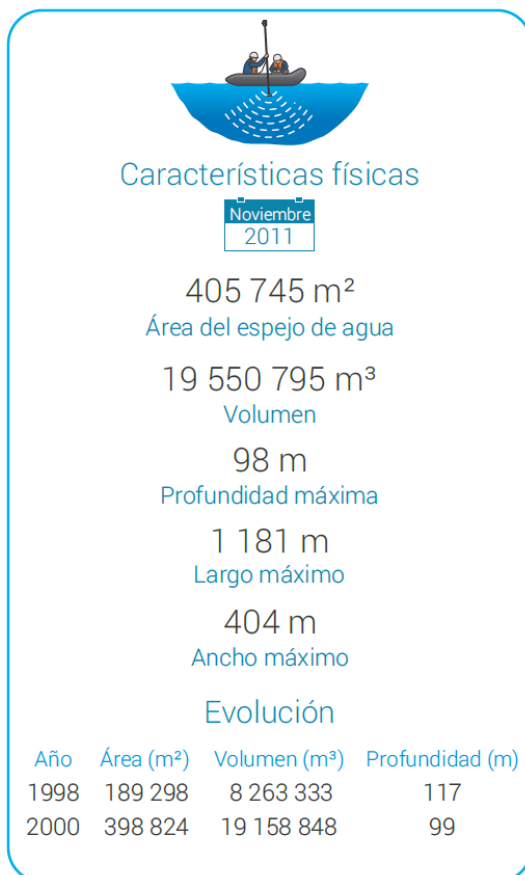 Características físicas
Noviembre
2011
405 745 m²
Área del espejo de agua
19 550 795 m³
Volumen
98 m
Profundidad máxima
1 181 m
Largo máximo
404 m
Ancho máximo
Evolución
Año Área (m²) Volumen (m³) Profundidad (m)
1998 189 298 8 263 333 117
2000 398 824 19 158 848 99